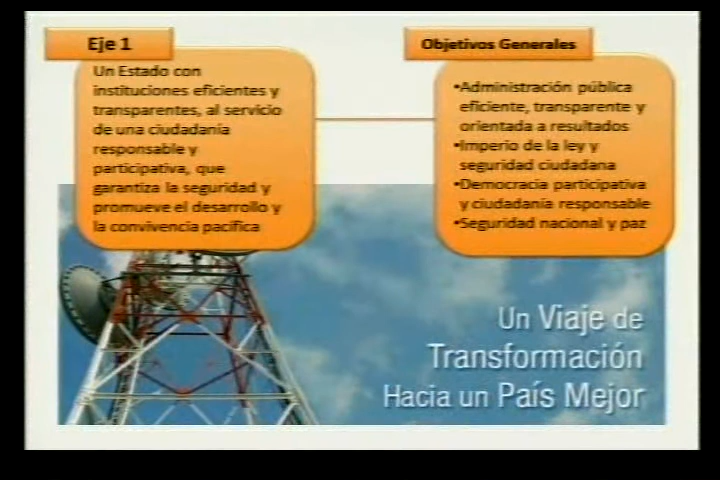 Eje 1
Un Estado con
instituciones eficientes y
transparentes, al servicio
de una ciudadanía
responsable y
participativa, que
garantiza la seguridad y
promueve el desarrollo y
la convivencia pacífica
Objetivos Generales
•Administración pública
eficiente, transparente y
orientada a resultados
•Imperio de la ley y
seguridad ciudadana
•Democracia participativa
y ciudadanía responsable
•Seguridad nacional y paz
Un Viaje de
Transformación
Hacia un País Mejor